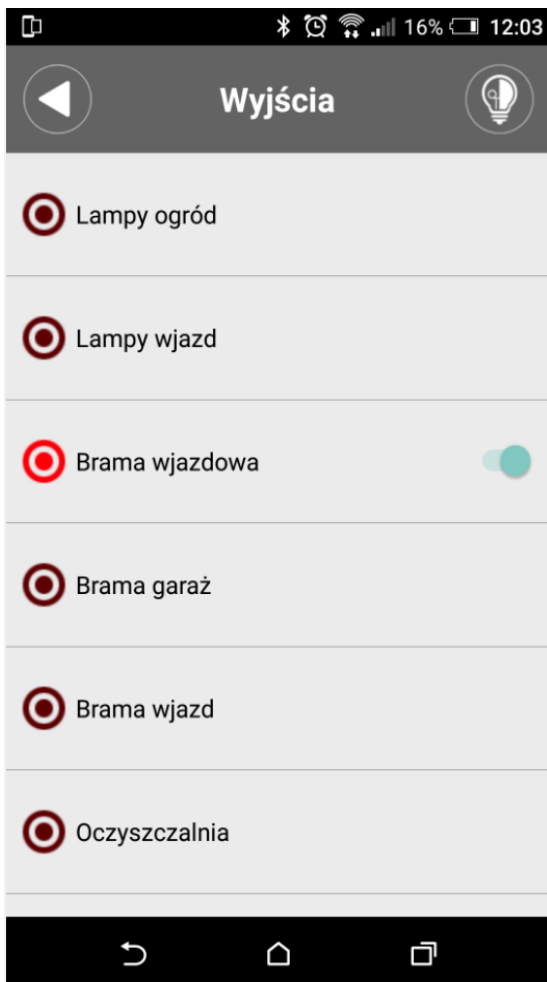 16% 12:03
Wyjścia
Lampy ogród
Lampy wjazd
Brama wjazdowa
Brama garaż
Brama wjazd
Oczyszczalnia